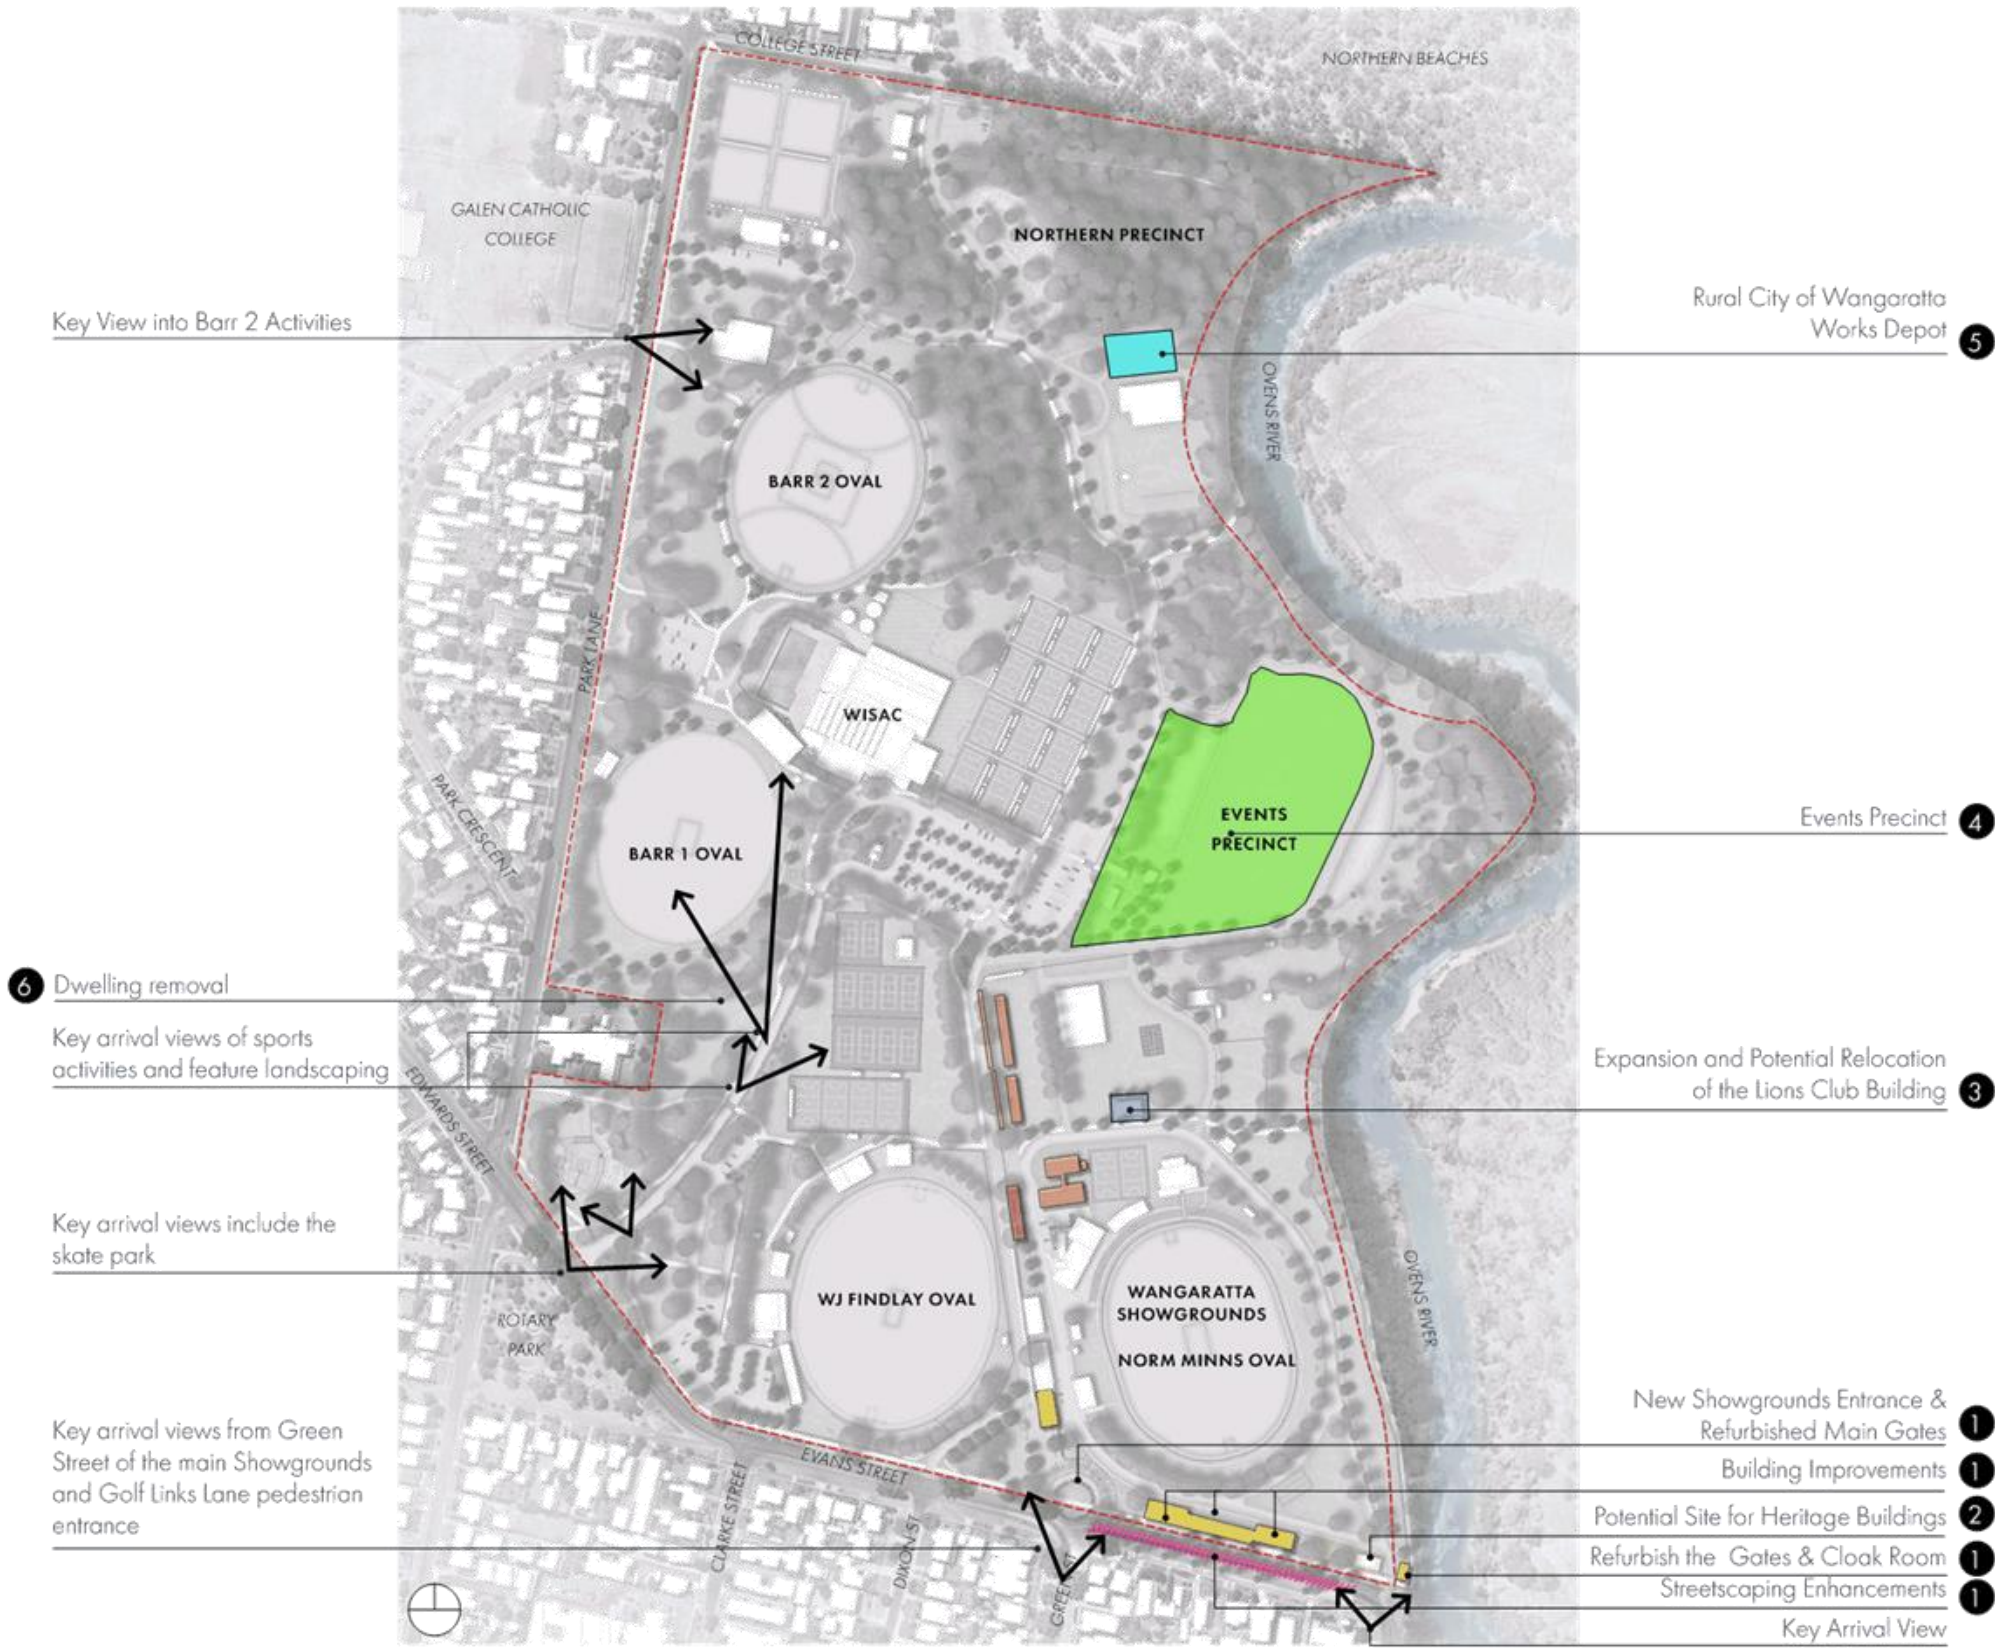 COLLEGE STREET
NORTHERN BEACHES
GALEN CATHOLIC
COLLEGE
NORTHERN PRECINCT
Key View into Barr 2 Activities
Rural City of Wangaratta
Works Depot
5
OVENS RIVER
BARR 2 OVAL
PARK LANE
WISAC
PARK CRESCENT
EVENTS
PRECINCT
Events Precinct
4
BARR 1 OVAL
6
Dwelling removal
Key arrival views of sports
activities and feature landscaping
EDWARDS STREET
Expansion and Potential Relocation
of the Lions Club Building
3
Key arrival views include the
skate park
ROTARY
PARK
WJ FINDLAY OVAL
WANGARATTA
SHOWGROUNDS
NORM MINNS OVAL
OVENS RIVER
Key arrival views from Green
Street of the main Showgrounds
and Golf Links Lane pedestrian
entrance
EVANS STREET
CLARKE STREET
DIXON ST
GREEN ST
New Showgrounds Entrance &
Refurbished Main Gates
1
Building Improvements
1
Potential Site for Heritage Buildings
2
Refurbish the Gates & Cloak Room
1
Streetscaping Enhancements
1
Key Arrival View